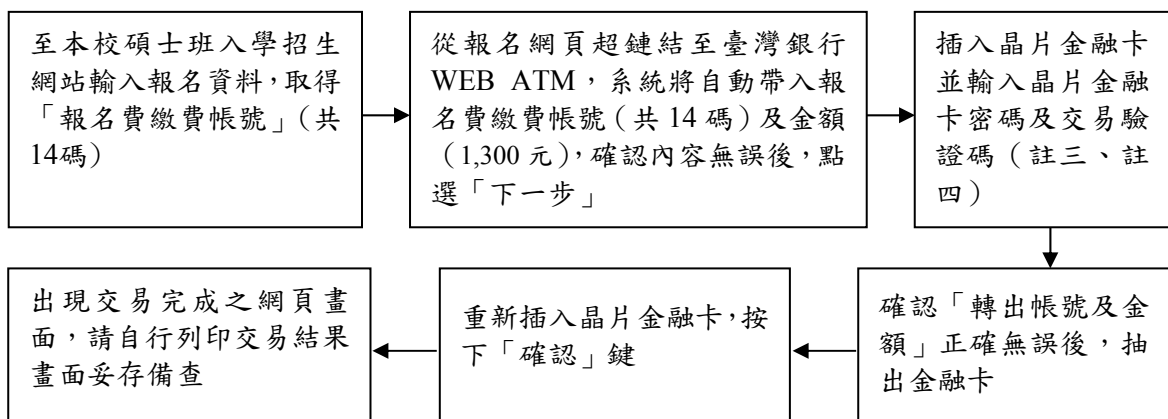 至本校碩士班入學招生
網站輸入報名資料，取得
「報名費繳費帳號」（共
14碼）
從報名網頁超鏈結至臺灣銀行
WEB ATM，系統將自動帶入報
名費繳費帳號（共 14 碼）及金額
（1,300 元），確認內容無誤後，點
選「下一步」
插入晶片金融卡
並輸入晶片金融
卡密碼及交易驗
證碼（註三、註
四）
確認「轉出帳號及金
額」正確無誤後，抽
出金融卡
重新插入晶片金融卡，按
下「確認」鍵
出現交易完成之網頁畫
面，請自行列印交易結果
畫面妥存備查